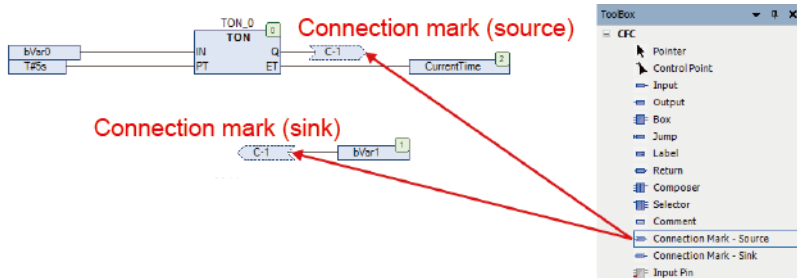 TON_0
TON
0
bVar0
IN
Q
C-1
T#5s
PT
ET
CurrentTime
2
Connection mark (source)
Connection mark (sink)
C-1
bVar1
1
ToolBox
CFC
Pointer
Control Point
Input
Output
Box
Jump
Label
Return
Composer
Selector
Comment
Connection Mark - Source
Connection Mark - Sink
Input Pin